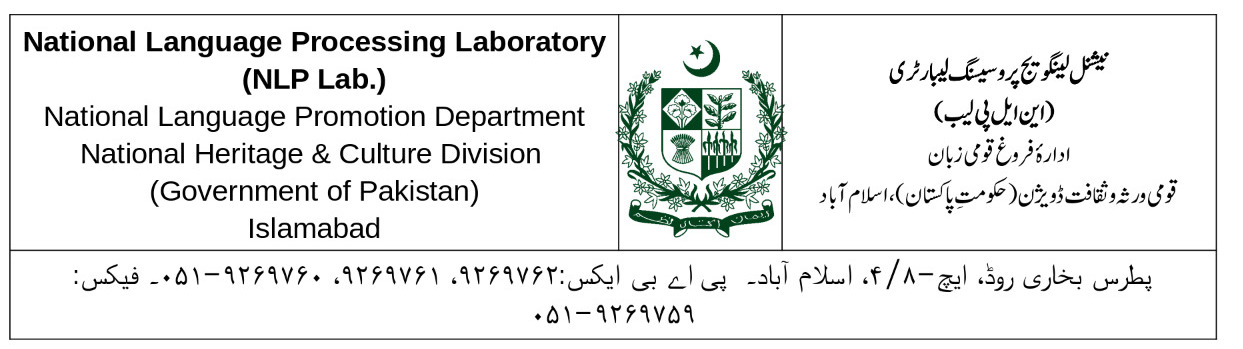 National Language Processing Laboratory
(NLP Lab.)
National Language Promotion Department
National Heritage & Culture Division
(Government of Pakistan)
Islamabad
نیشنل لینگویج پروسیسنگ لیبارٹری
(این ایل پی لیب)
ادارۂ فروغ قومی زبان
قومی ورثہ و ثقافت ڈویژن (حکومتِ پاکستان)، اسلام آباد
ایمان اتحاد نظم
پطرس بخاری روڈ، ایچ-۴/۸، اسلام آباد۔ پی اے بی ایکس:۹۲۶۹۷۶۲، ۹۲۶۹۷۶۱، ۹۲۶۹۷۶۰-۰۵۱۔ فیکس:
۰۵۱-۹۲۶۹۷۵۹